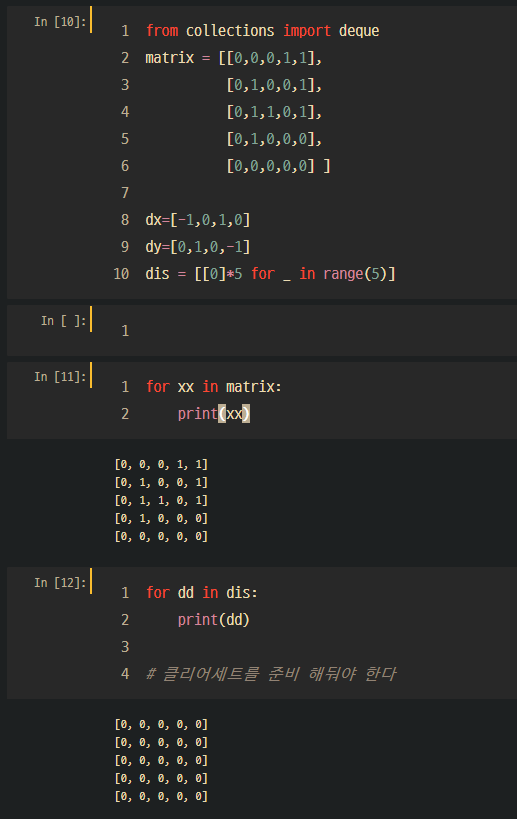 In [10]:
1 from collections import deque
2 matrix = [[0,0,0,1,1],
3 [0,1,0,0,1],
4 [0,1,1,0,1],
5 [0,1,0,0,0],
6 [0,0,0,0,0] ]
7
8 dx=[-1,0,1,0]
9 dy=[0,1,0,-1]
10 dis = [[0]*5 for _ in range(5)]
In [ ]:
1
In [11]:
1 for xx in matrix:
2 print(xx)
[0, 0, 0, 1, 1]
[0, 1, 0, 0, 1]
[0, 1, 1, 0, 1]
[0, 1, 0, 0, 0]
[0, 0, 0, 0, 0]
In [12]:
1 for dd in dis:
2 print(dd)
3
4 # 클리어세트를 준비 해둬야 한다
[0, 0, 0, 0, 0]
[0, 0, 0, 0, 0]
[0, 0, 0, 0, 0]
[0, 0, 0, 0, 0]
[0, 0, 0, 0, 0]